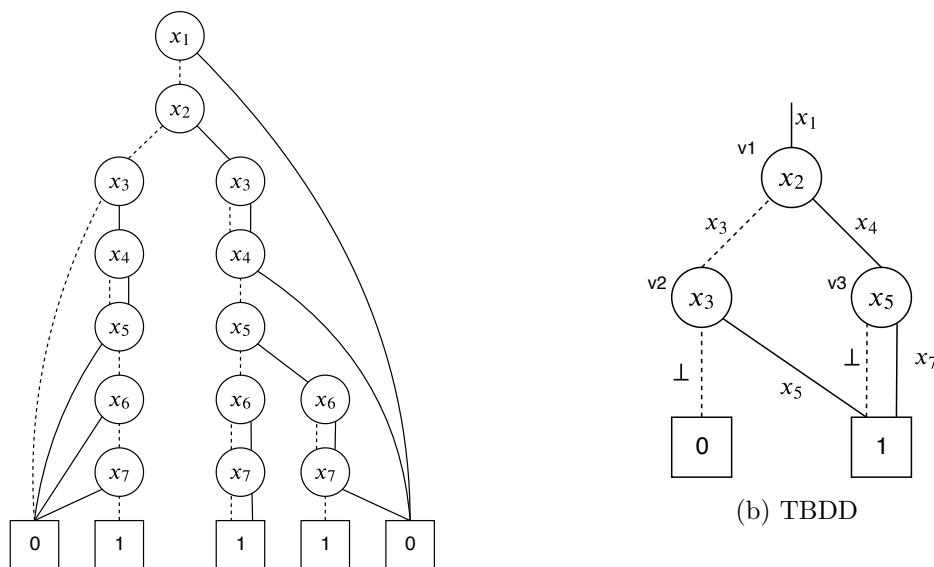 x1
x2
x3 x3
x4 x4
x5 x5
x6 x6 x6
x7 x7 x7
0 1 1 1 0
x1
v1
x2
x3 x4
v2 v3
x3 x5
⊥ x5 ⊥ x7
0 1
(b) TBDD